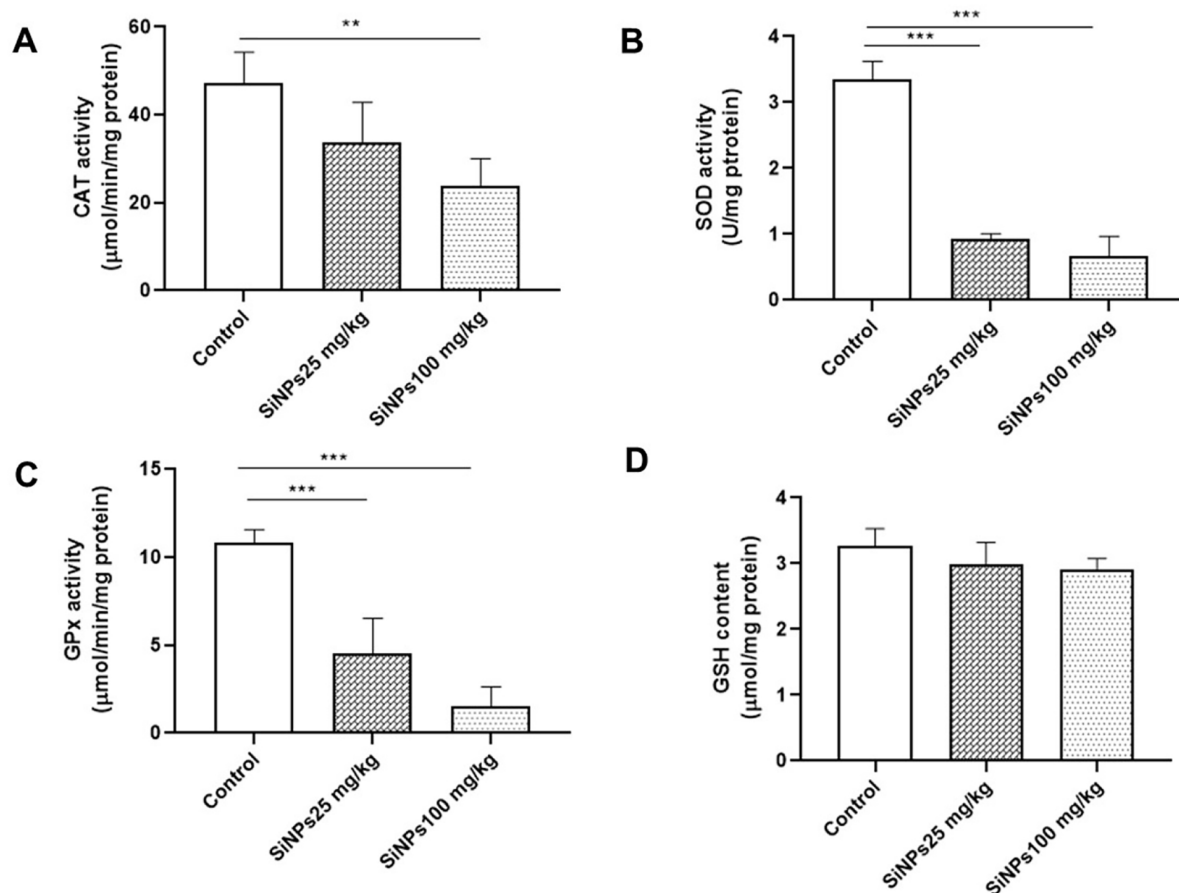 A
CAT activity
(μmol/min/mg protein)
60
40
20
0
**
Control
SiNPs25 mg/kg
SiNPs100 mg/kg
B
SOD activity
(U/mg ptrotein)
4
3
2
1
0
***
***
Control
SiNPs25 mg/kg
SiNPs100 mg/kg
C
GPx activity
(μmol/min/mg protein)
15
10
5
0
***
***
Control
SiNPs25 mg/kg
SiNPs100 mg/kg
D
GSH content
(μmol/mg protein)
4
3
2
1
0
Control
SiNPs25 mg/kg
SiNPs100 mg/kg